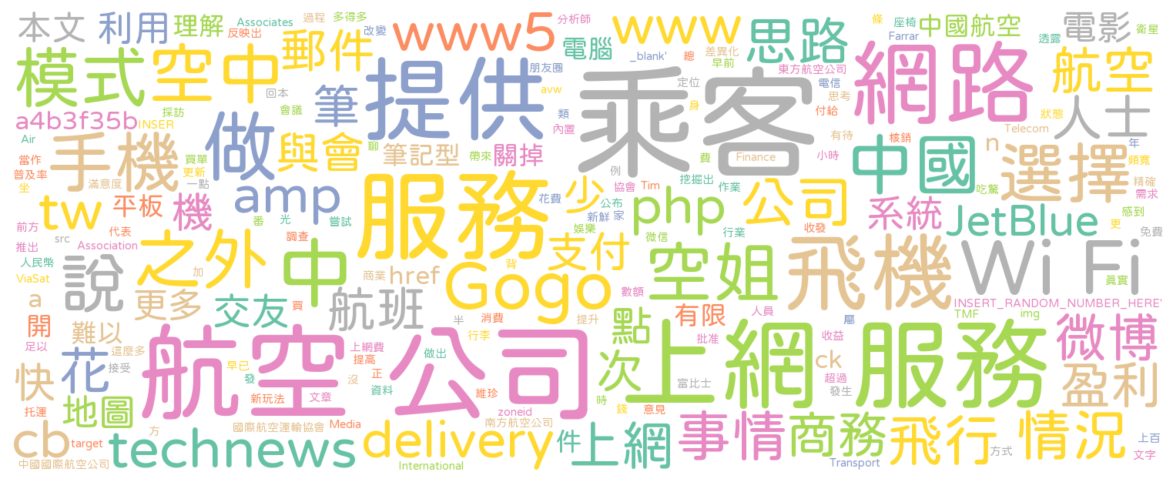 本文 利用 理解 Associates 反映出 過程 多得多 改變 分析師
郵件 www5 電腦 朋友圈 _blank' 聰 差異化 早前
www 思路 東方航空公司 條 Farrar 座椅 中國航空 透露 電影 衛星
模式 空中 回本 筆 提供 乘客 定位 電信 網路 航空
a4b3f35b INSER 採訪 會議 內置 類 身 思考 付給 有待 核銷 Telecom 狀態 人士 年 頻寬
Air 當作 普及率 坐 手機 買單 更新 滿意度 一點 做 與會 聊 筆記型 帶來 關掉 費 Finance 小時 中國 n 選擇 精確 需求
tw 平板 機 嘗試 amp 服務 花費 新鮮 公布 家 協會 Tim 例 挖掘出 作業 公司 吃驚 感到 更 免費
前方 推出 代表 番 光 調查 少 php 娛樂 微信 行業 收發 系統 JetBlue
src Association 之外 中 背 支付
人民幣 ViaSat 說 加 商業 href Gogo 數額 空姐 飛機 Wi Fi 真實
a 更多 買 半 消費 提升 人員 屬 INSERT_RANDOM_NUMBER_HERE'
開 難以 交友 航班 行李 點 有限 批准 收益 TMF img 微博
足以 這麼多 早已 上網費 做出 次 ck
快 花 接受 發 提高 正 資料 航空公司 上網服務 超過 發生 盈利
托運 地圖 新玩法 文章 沒 維珍 時 富比士
cb target 國際航空運輸協會 Media zoneid 南方航空公司 錢 意見 事情 商務 飛行 情況 上百
technews 方 delivery 件 上網 方式 文字
中國國際航空公司 International Transport